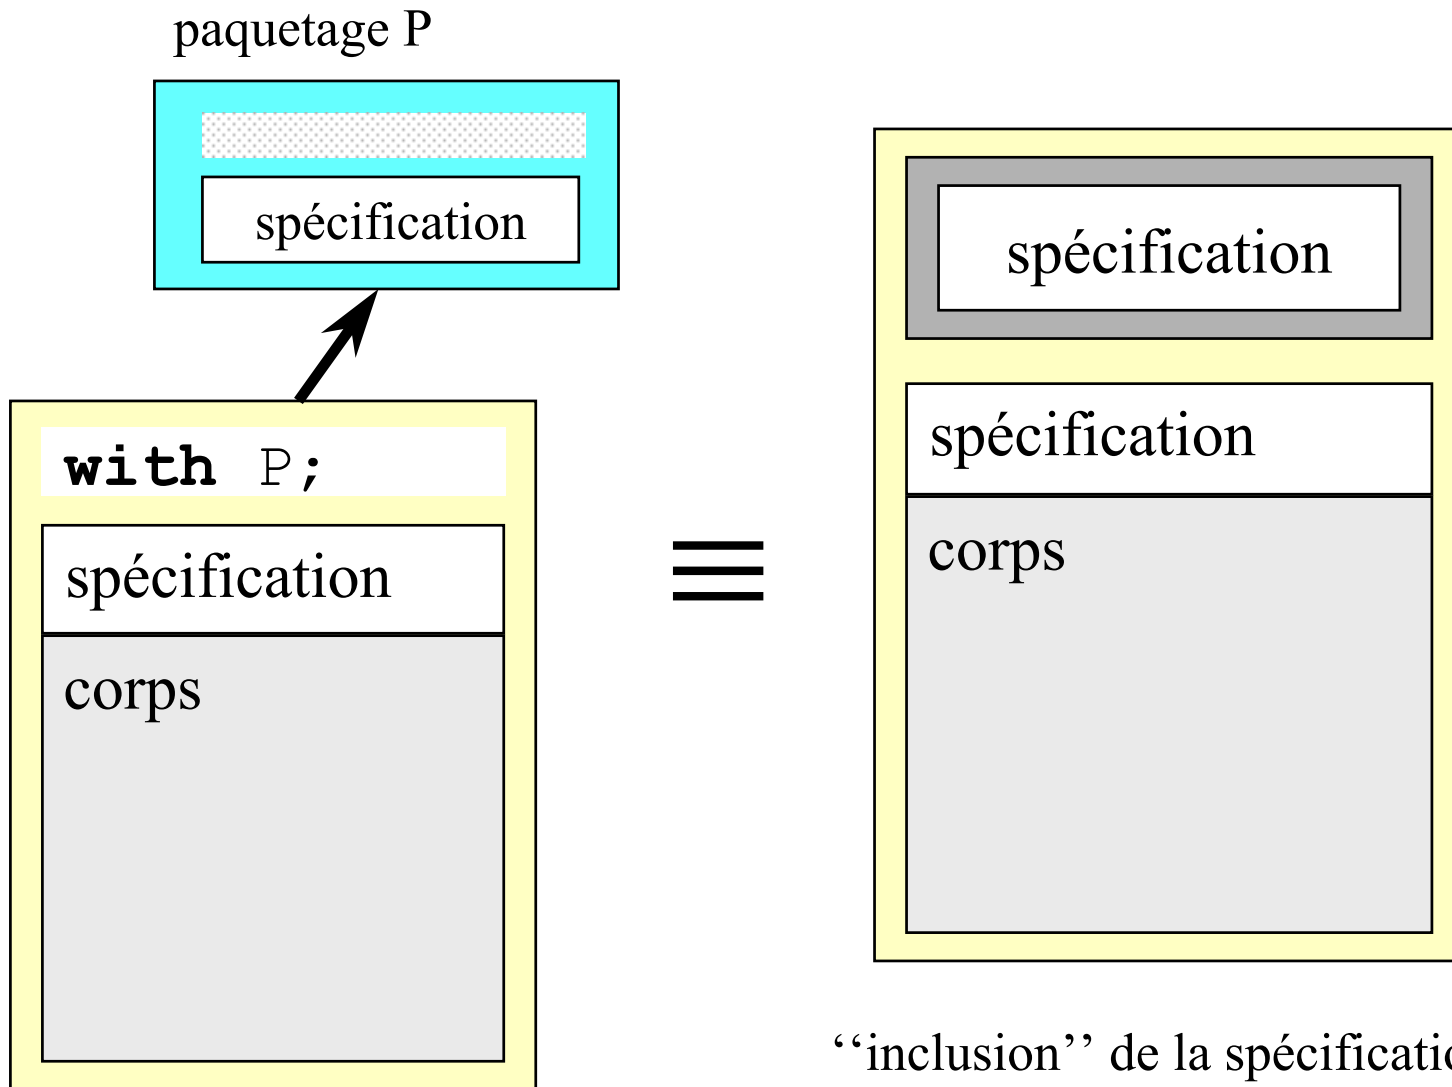 paquetage P
spécification
with P;
spécification
corps
spécification
spécification
corps
‘‘inclusion’’ de la